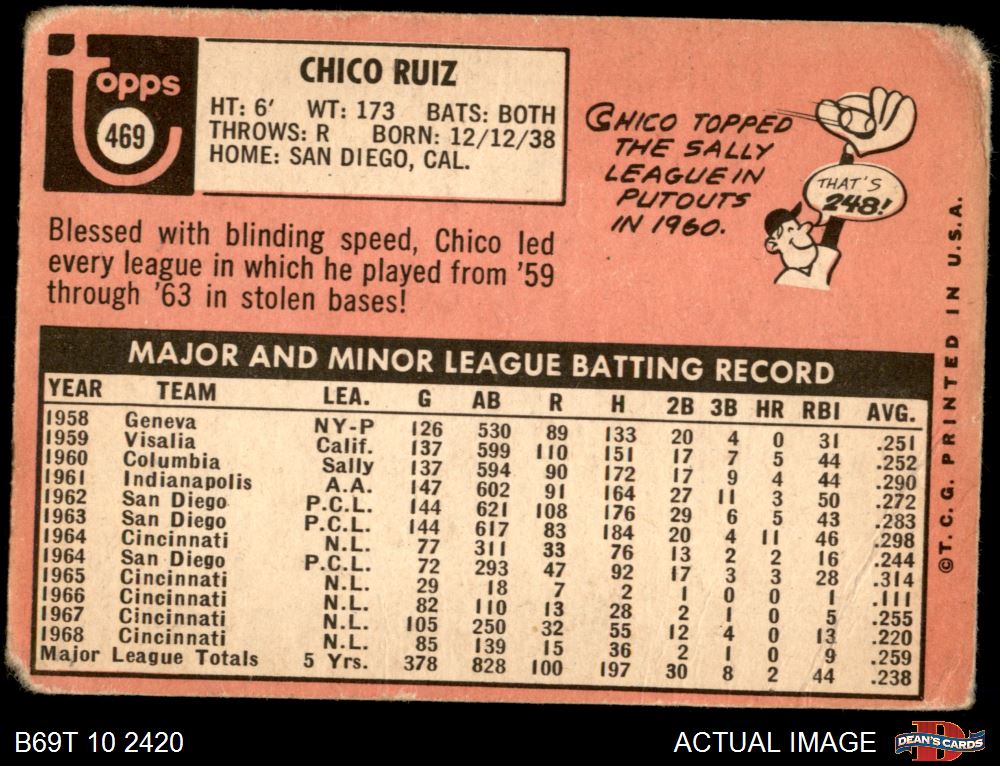 Topps
469
CHICO RUIZ
HT: 6' WT: 173 BATS: BOTH
THROWS: R BORN: 12/12/38
HOME: SAN DIEGO, CAL.
CHICO TOPPED
THE SALLY
LEAGUE IN
PUTOUTS
IN 1960.
THAT'S
248!
Blessed with blinding speed, Chico led
every league in which he played from '59
through '63 in stolen bases!
MAJOR AND MINOR LEAGUE BATTING RECORD
YEAR TEAM LEA. G AB R H 2B 3B HR RBI AVG.
1958 Geneva NY-P 126 530 89 133 20 4 0 31 .251
1959 Visalia Calif. 137 599 110 151 17 7 5 44 .252
1960 Columbia Sally 137 594 90 172 17 9 4 44 .290
1961 Indianapolis A.A. 147 602 91 164 27 11 3 50 .272
1962 San Diego P.C.L. 144 621 108 176 29 6 5 43 .283
1963 San Diego P.C.L. 144 617 83 184 20 4 11 46 .298
1964 Cincinnati N.L. 77 311 33 76 13 2 2 16 .244
1964 San Diego P.C.L. 72 293 47 92 17 3 3 28 .314
1965 Cincinnati N.L. 29 18 7 2 1 0 0 1 .111
1966 Cincinnati N.L. 82 110 13 28 2 1 0 5 .255
1967 Cincinnati N.L. 105 250 32 55 12 4 0 13 .220
1968 Cincinnati N.L. 85 139 15 36 2 1 0 9 .259
Major League Totals 5 Yrs. 378 828 100 197 30 8 2 44 .238
©T. C. G. PRINTED IN U.S.A.
B69T 10 2420
ACTUAL IMAGE
DEAN'S CARDS